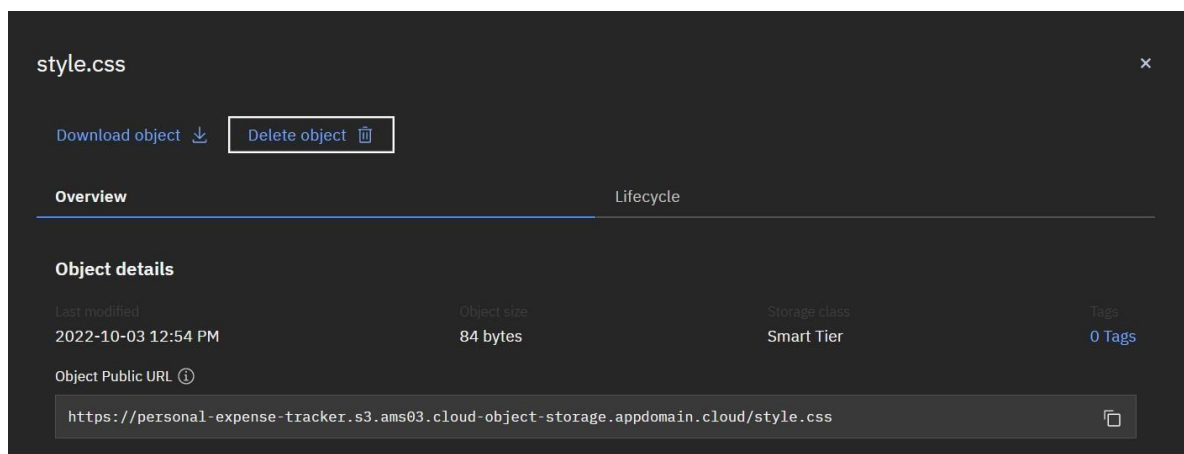 style.css
Download object Delete object
Overview Lifecycle
Object details
Last modified Object size Storage class Tags
2022-10-03 12:54 PM 84 bytes Smart Tier 0 Tags
Object Public URL
https://personal-expense-tracker.s3.ams03.cloud-object-storage.appdomain.cloud/style.css